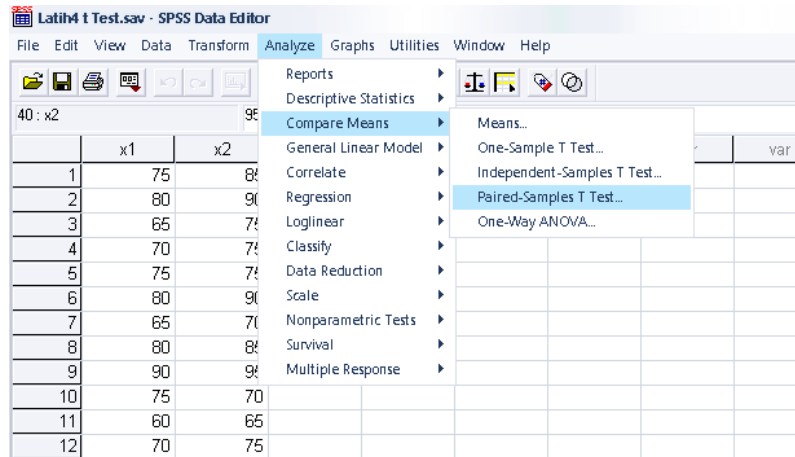 SPSS
Latih4 t Test.sav - SPSS Data Editor
File Edit View Data Transform Analyze Graphs Utilities Window Help
40 : x2
x1 x2 var
1 75
2 80
3 65
4 70
5 75
6 80
7 65
8 80
9 90
10 75 70
11 60 65
12 70 75
Reports
Descriptive Statistics
Compare Means
General Linear Model
Correlate
Regression
Loglinear
Classify
Data Reduction
Scale
Nonparametric Tests
Survival
Multiple Response
Means...
One-Sample T Test...
Independent-Samples T Test...
Paired-Samples T Test...
One-Way ANOVA...